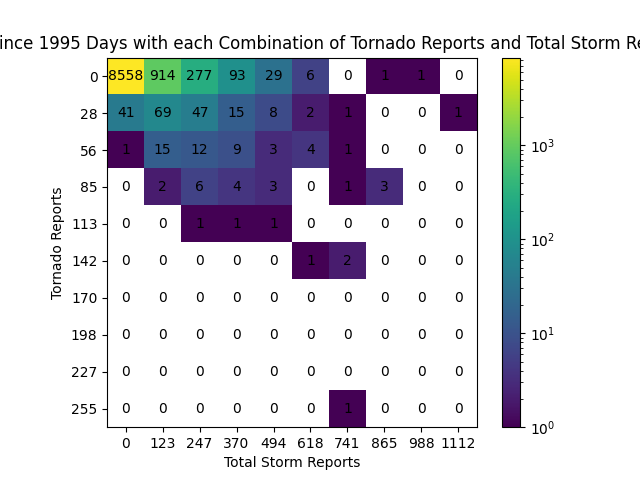 ince 1995 Days with each Combination of Tornado Reports and Total Storm Re
0 8558 914 277 93 29 6 0 1 1 0
28 41 69 47 15 8 2 1 0 0 1
56 1 15 12 9 3 4 1 0 0 0
85 0 2 6 4 3 0 1 3 0 0
113 0 0 1 1 1 0 0 0 0 0
142 0 0 0 0 0 1 2 0 0 0
170 0 0 0 0 0 0 0 0 0 0
198 0 0 0 0 0 0 0 0 0 0
227 0 0 0 0 0 0 0 0 0 0
255 0 0 0 0 0 0 1 0 0 0
0 123 247 370 494 618 741 865 988 1112
Total Storm Reports
Tornado Reports
10³
10²
10¹
10⁰